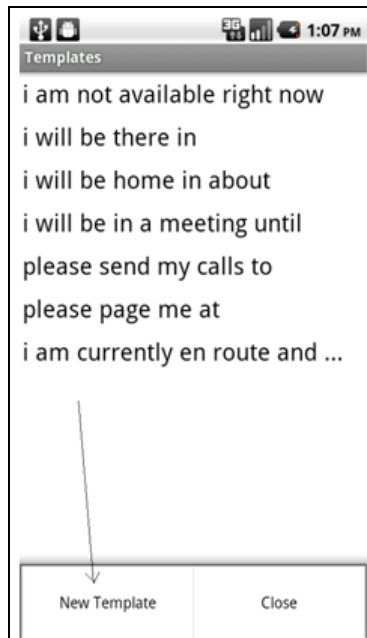 3G 1:07 PM
Templates
i am not available right now
i will be there in
i will be home in about
i will be in a meeting until
please send my calls to
please page me at
i am currently en route and ...
New Template Close